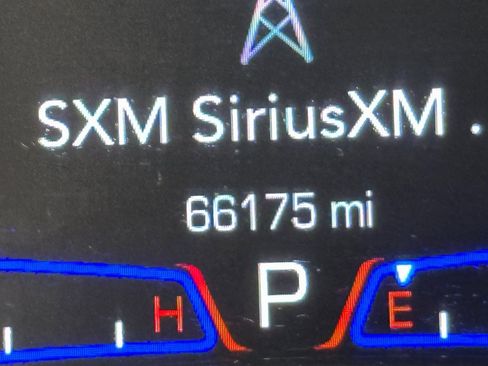 SXM SiriusXM .
66175 mi
H P E